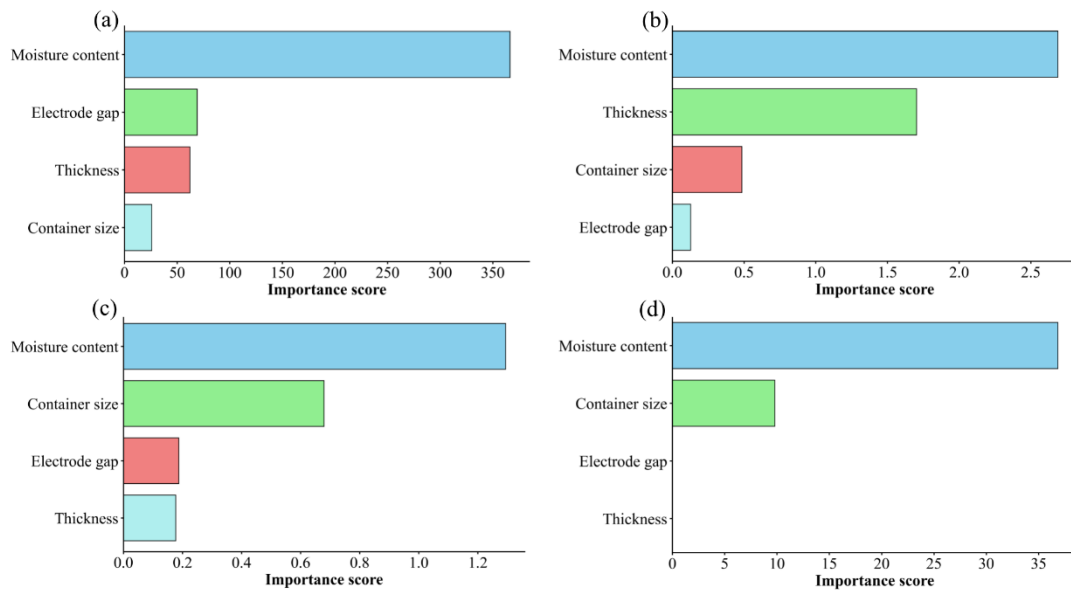 (a)
Moisture content
Electrode gap
Thickness
Container size
0 50 100 150 200 250 300 350
Importance score
(b)
Moisture content
Thickness
Container size
Electrode gap
0.0 0.5 1.0 1.5 2.0 2.5
Importance score
(c)
Moisture content
Container size
Electrode gap
Thickness
0.0 0.2 0.4 0.6 0.8 1.0 1.2
Importance score
(d)
Moisture content
Container size
Electrode gap
Thickness
0 5 10 15 20 25 30 35
Importance score